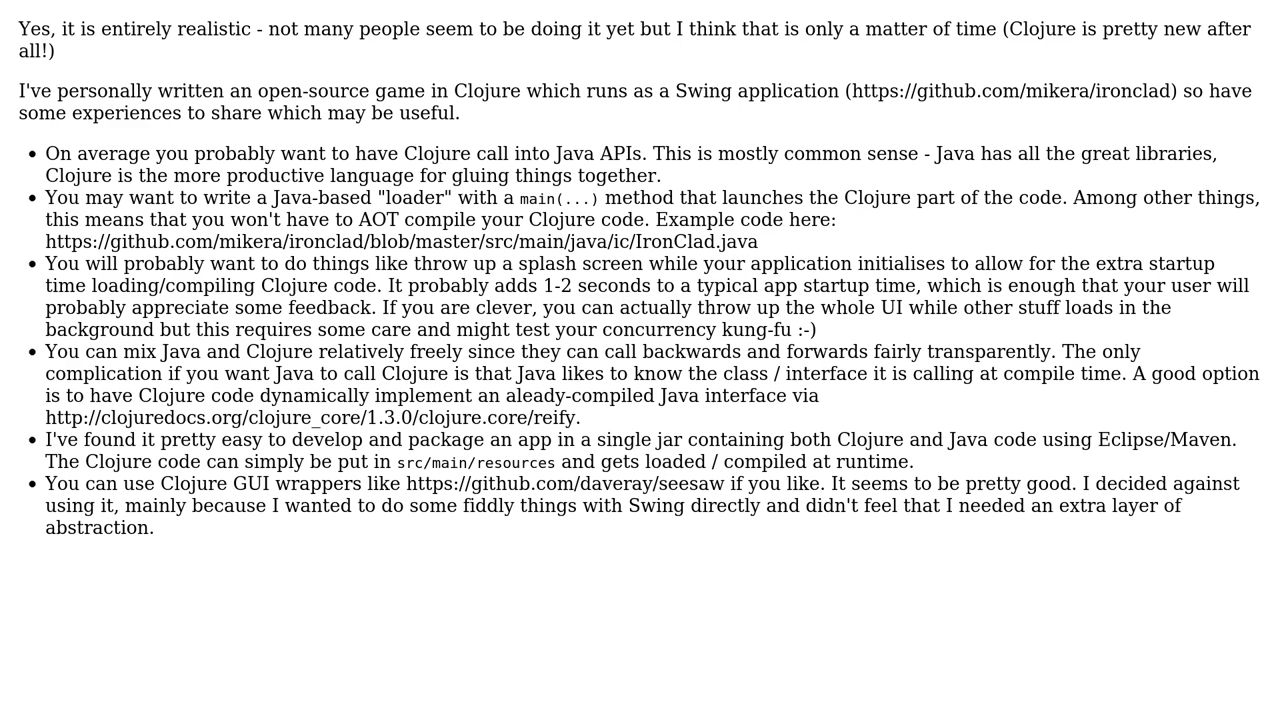 Yes, it is entirely realistic - not many people seem to be doing it yet but I think that is only a matter of time (Clojure is pretty new after
all!)
I've personally written an open-source game in Clojure which runs as a Swing application (https://github.com/mikera/ironclad) so have
some experiences to share which may be useful.
• On average you probably want to have Clojure call into Java APIs. This is mostly common sense - Java has all the great libraries,
Clojure is the more productive language for gluing things together.
• You may want to write a Java-based "loader" with a main(...) method that launches the Clojure part of the code. Among other things,
this means that you won't have to AOT compile your Clojure code. Example code here:
https://github.com/mikera/ironclad/blob/master/src/main/java/ic/IronClad.java
• You will probably want to do things like throw up a splash screen while your application initialises to allow for the extra startup
time loading/compiling Clojure code. It probably adds 1-2 seconds to a typical app startup time, which is enough that your user will
probably appreciate some feedback. If you are clever, you can actually throw up the whole UI while other stuff loads in the
background but this requires some care and might test your concurrency kung-fu :-)
• You can mix Java and Clojure relatively freely since they can call backwards and forwards fairly transparently. The only
complication if you want Java to call Clojure is that Java likes to know the class / interface it is calling at compile time. A good option
is to have Clojure code dynamically implement an aleady-compiled Java interface via
http://clojuredocs.org/clojure_core/1.3.0/clojure.core/reify.
• I've found it pretty easy to develop and package an app in a single jar containing both Clojure and Java code using Eclipse/Maven.
The Clojure code can simply be put in src/main/resources and gets loaded / compiled at runtime.
• You can use Clojure GUI wrappers like https://github.com/daveray/seesaw if you like. It seems to be pretty good. I decided against
using it, mainly because I wanted to do some fiddly things with Swing directly and didn't feel that I needed an extra layer of
abstraction.